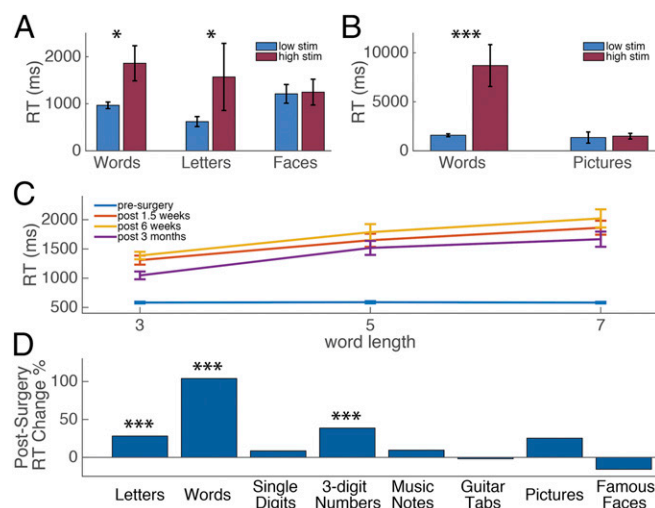 A
B
*
*
***
low stim
high stim
low stim
high stim
RT (ms)
2000
1000
0
Words
Letters
Faces
RT (ms)
10000
5000
0
Words
Pictures
C
pre-surgery
post 1.5 weeks
post 6 weeks
post 3 months
RT (ms)
2000
1500
1000
500
3
5
7
word length
D
***
***
***
Post-Surgery
RT Change %
100
50
0
Letters
Words
Single
Digits
3-digit
Numbers
Music
Notes
Guitar
Tabs
Pictures
Famous
Faces